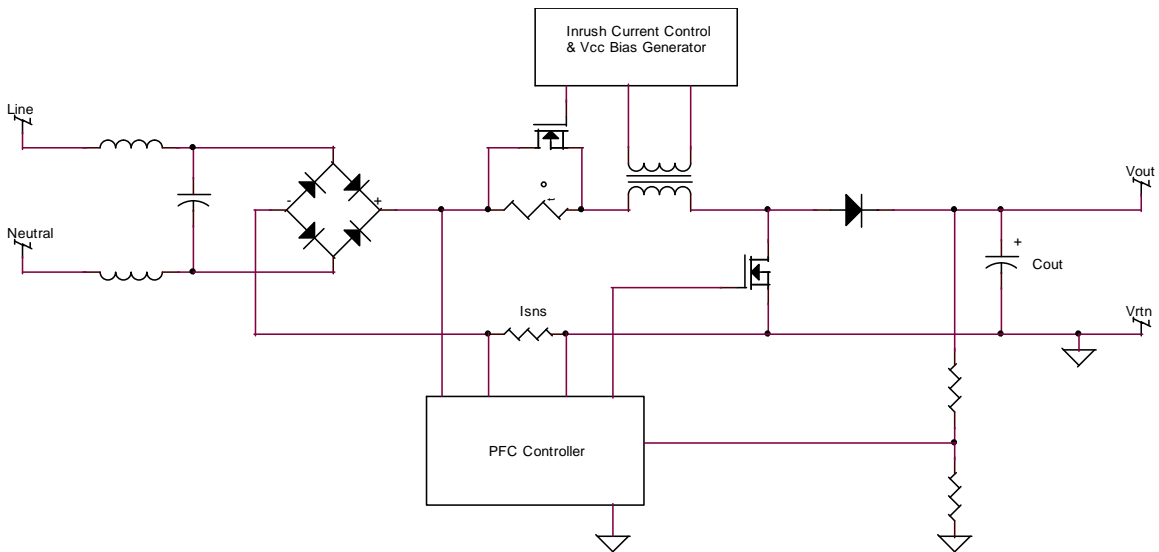 Inrush Current Control
& Vcc Bias Generator
Line
Neutral
-
+
t
°
Vout
+
Cout
Isns
Vrtn
PFC Controller